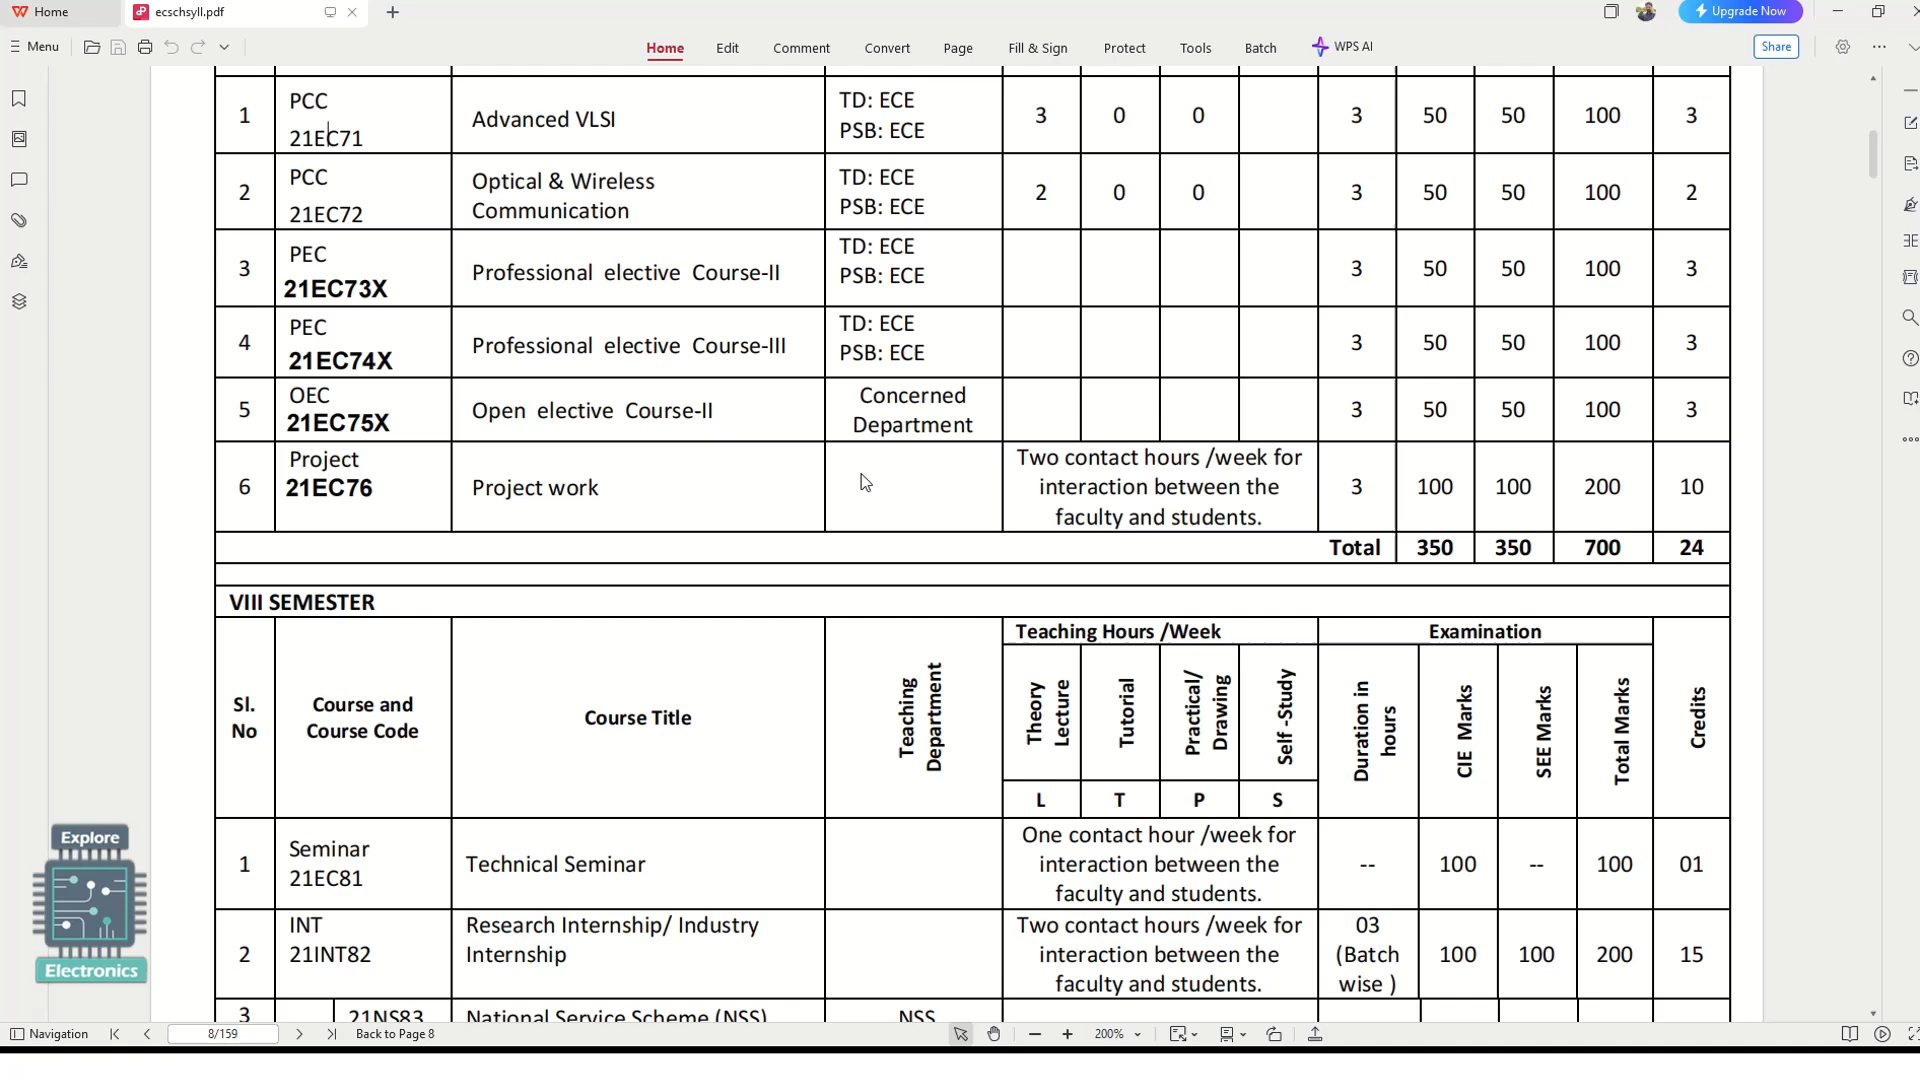 Home
ecschsyll.pdf
Upgrade Now
Menu
Home
Edit
Comment
Convert
Page
Fill & Sign
Protect
Tools
Batch
WPS AI
Share
1
PCC
21EC71
Advanced VLSI
TD: ECE
PSB: ECE
3 0 0 3 50 50 100 3
2
PCC
21EC72
Optical & Wireless
Communication
TD: ECE
PSB: ECE
2 0 0 3 50 50 100 2
3
PEC
21EC73X
Professional elective Course-II
TD: ECE
PSB: ECE
3 50 50 100 3
4
PEC
21EC74X
Professional elective Course-III
TD: ECE
PSB: ECE
3 50 50 100 3
5
OEC
21EC75X
Open elective Course-II
Concerned
Department
3 50 50 100 3
6
Project
21EC76
Project work
Two contact hours /week for
interaction between the
faculty and students.
3 100 100 200 10
Total 350 350 700 24
VIII SEMESTER
Sl.
No
Course and
Course Code
Course Title
Teaching
Department
Teaching Hours /Week
Theory
Lecture
Tutorial
Practical/
Drawing
Self -Study
L T P S
Examination
Duration in
hours
CIE Marks
SEE Marks
Total Marks
Credits
1
Seminar
21EC81
Technical Seminar
One contact hour /week for
interaction between the
faculty and students.
-- 100 -- 100 01
2
INT
21INT82
Research Internship/ Industry
Internship
Two contact hours /week for
interaction between the
faculty and students.
03
(Batch
wise )
100 100 200 15
3
21NS83
National Service Scheme (NSS)
NSS
Explore
Electronics
Navigation
8/159
Back to Page 8
200%